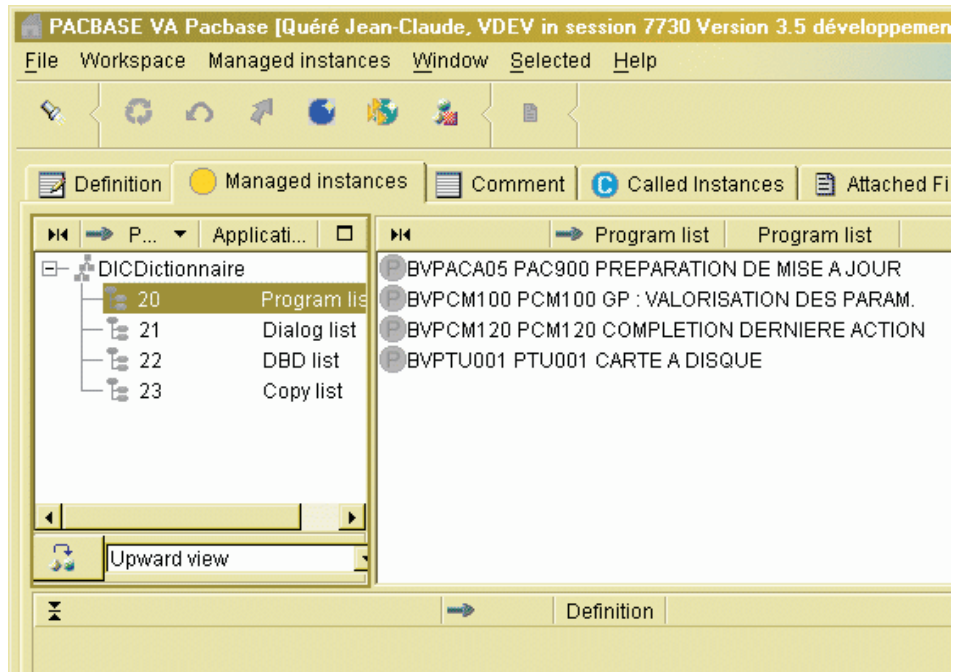 PACBASE VA Pacbase [Quéré Jean-Claude, VDEV in session 7730 Version 3.5 développemen
File Workspace Managed instances Window Selected Help
Definition Managed instances Comment Called Instances Attached Fi
P... Applicati... Program list Program list
DICDictionnaire
20 Program lis
21 Dialog list
22 DBD list
23 Copy list
BVPACA05 PAC900 PREPARATION DE MISE A JOUR
BVPCM100 PCM100 GP : VALORISATION DES PARAM.
BVPCM120 PCM120 COMPLETION DERNIERE ACTION
BVPTU001 PTU001 CARTE A DISQUE
Upward view
Definition